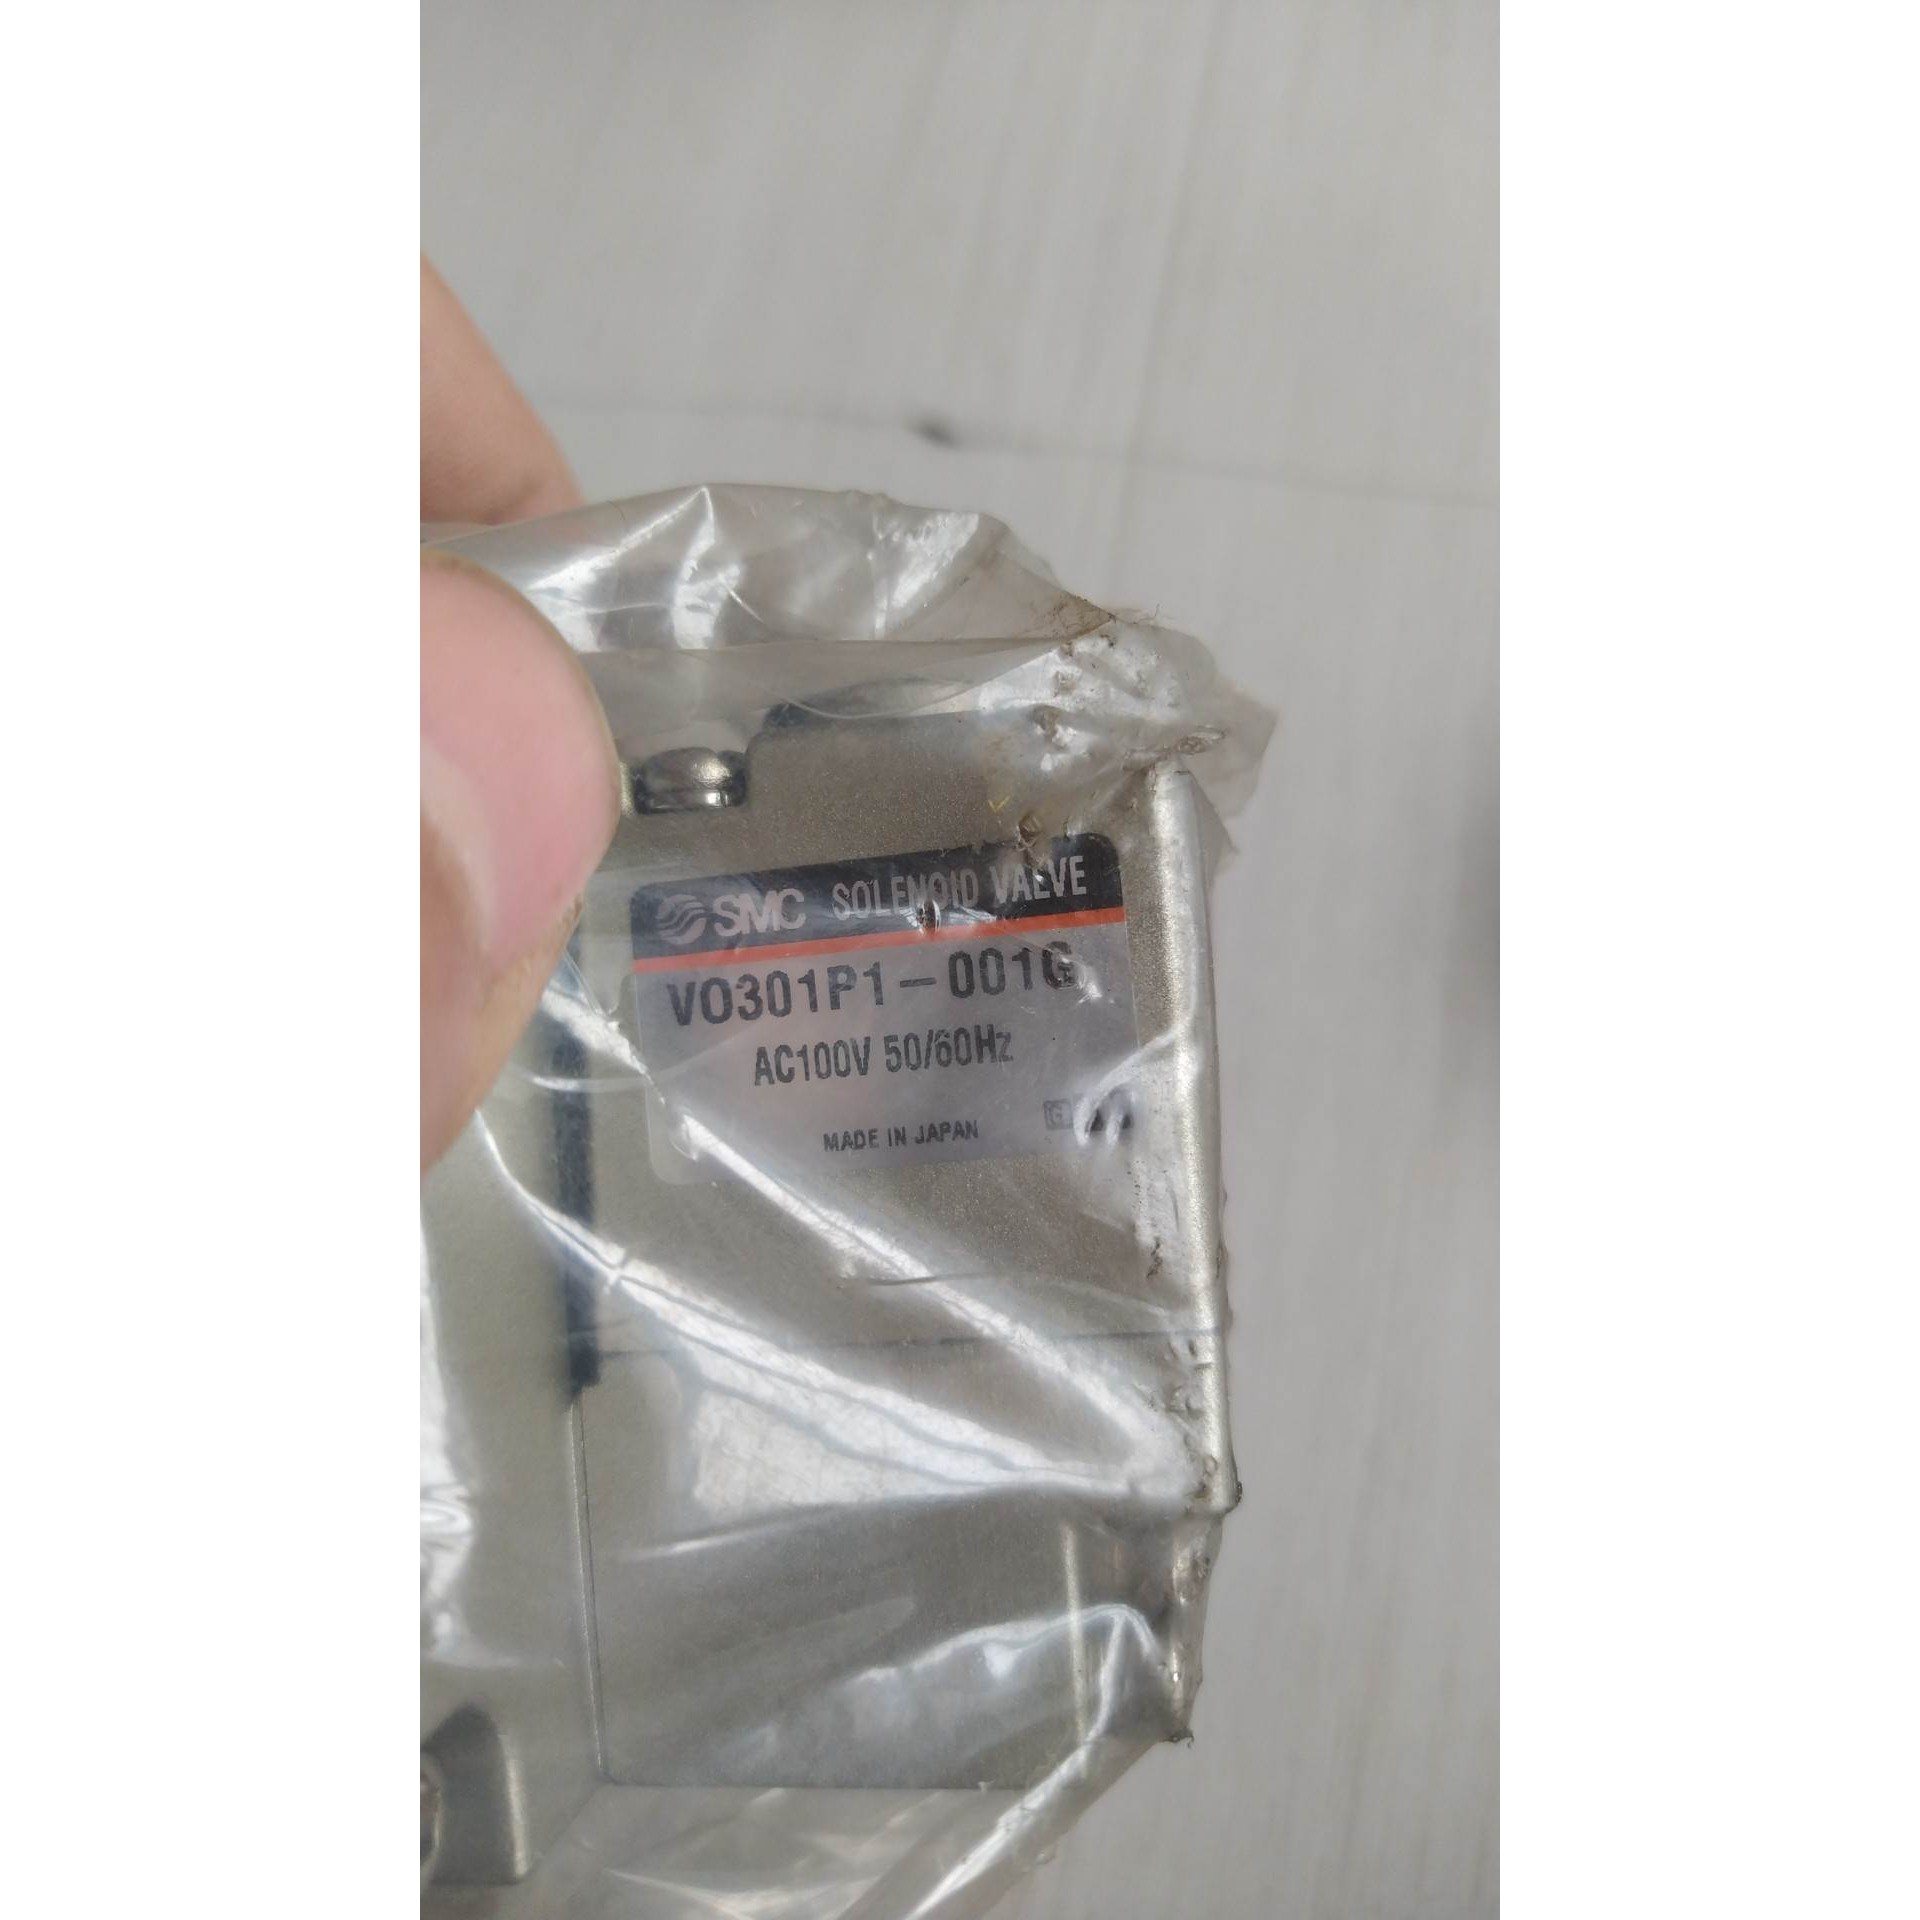 SMC SOLENOID VALVE
VO301P1-001G
AC100V 50/60Hz
MADE IN JAPAN